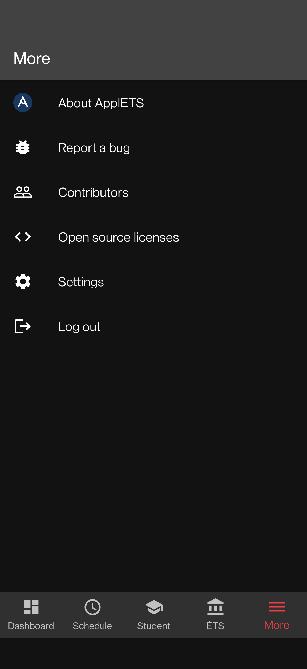 More
About ApplETS
Report a bug
Contributors
Open source licenses
Settings
Log out
Dashboard
Schedule
Student
ÉTS
More